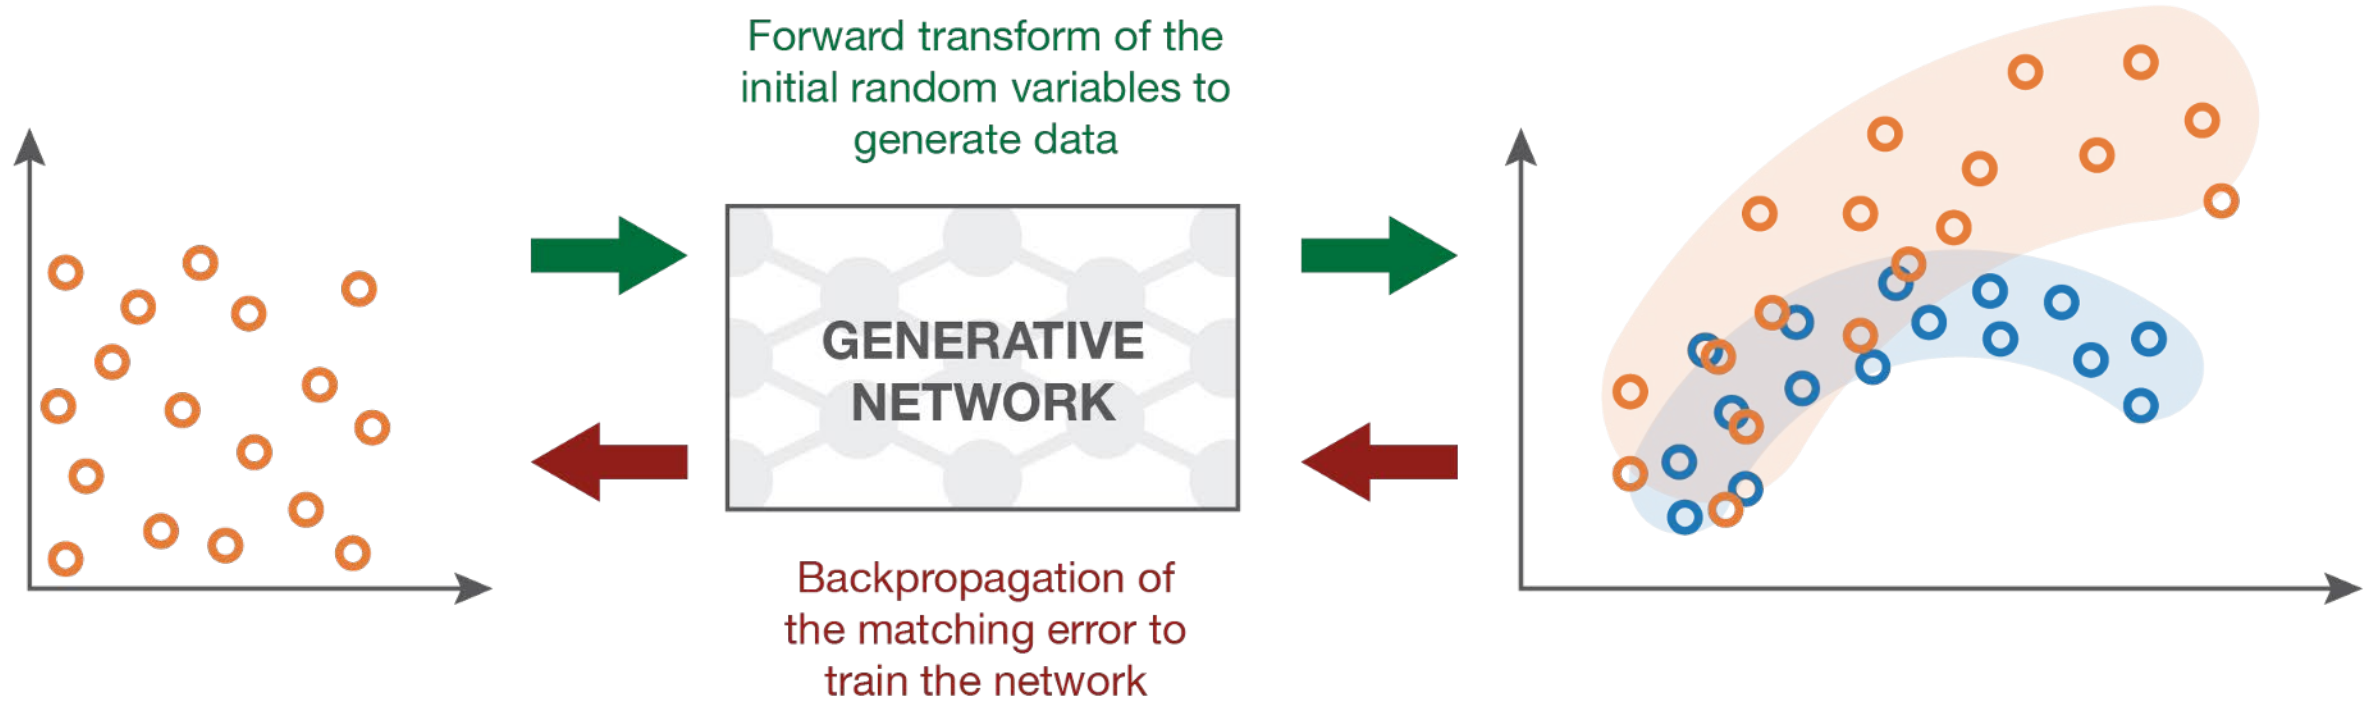 Forward transform of the
initial random variables to
generate data
GENERATIVE
NETWORK
Backpropagation of
the matching error to
train the network